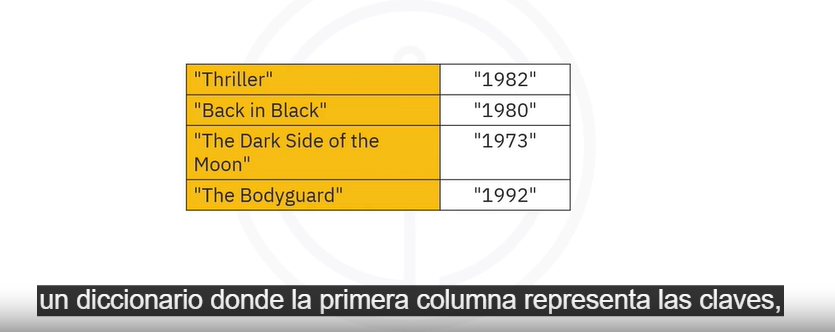 "Thriller" "1982"
"Back in Black" "1980"
"The Dark Side of the "1973"
Moon"
"The Bodyguard" "1992"
un diccionario donde la primera columna representa las claves,